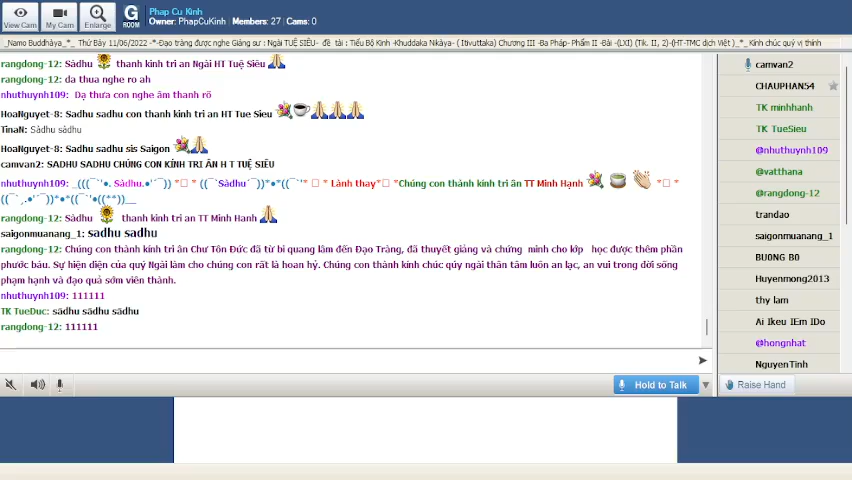 Phap Cu Kinh
Owner: PhapCuKinh Members: 27 Cams: 0
View Cam My Cam Enlarge G ROOM
_Namo Buddhāya_*_ Thứ Bảy 11/06/2022 -*-Đạo tràng được nghe Giảng sư : Ngài TUỆ SIÊU- đề tài : Tiểu Bộ Kinh -Khuddaka Nikàya- ( Itivuttaka) Chương III -Ba Pháp- Phẩm II -Bài -(LXI) (Tik. II, 2)-(HT-TMC dịch Việt )_*_ Kính chúc quý vị thính
rangdong-12: Sādhu thanh kính tri an Ngài HT Tuệ Siêu
rangdong-12: da thua nghe ro ah
nhuthuynh109: Dạ thưa con nghe âm thanh rõ
HoaNguyet-8: Sadhu sadhu con thanh kính tri an HT Tue Sieu
TinaN: Sādhu sādhu
HoaNguyet-8: Sadhu sadhu sis Saigon
camvan2: SADHU SADHU CHÚNG CON KÍNH TRI ÂN H T TUỆ SIÊU
nhuthuynh109: _(((¯`'•. Sādhu.•'´¯)) *□ * ((¯`Sādhu´¯))*•*((¯`'* □ * Lành thay*□ *Chúng con thành kính tri ân TT Minh Hạnh *□ *
((¯`,.•'´¯))*•*((¯`'•((**))__
rangdong-12: Sādhu thanh kính tri an TT Minh Hanh
saigonmuanang_1: sadhu sadhu
rangdong-12: Chúng con thành kính tri ân Chư Tôn Đức đã từ bi quang lâm đến Đạo Tràng, đã thuyết giảng và chứng minh cho lớp học được thêm phần
phước báu. Sự hiện diện của quý Ngài làm cho chúng con rất là hoan hỷ. Chúng con thành kính chúc qúy ngài thân tâm luôn an lạc, an vui trong đời sống
phạm hạnh và đạo quả sớm viên thành.
nhuthuynh109: 111111
TK TueDuc: sādhu sādhu sādhu
rangdong-12: 111111
Hold to Talk
camvan2
CHAUPHAN54
TK minhhanh
TK TueSieu
@nhuthuynh109
@vatthana
@rangdong-12
trandao
saigonmuanang_1
BUONG BO
Huyenmong2013
thy lam
Ai Ikeu IEm IDo
@hongnhat
NguyenTinh
Raise Hand